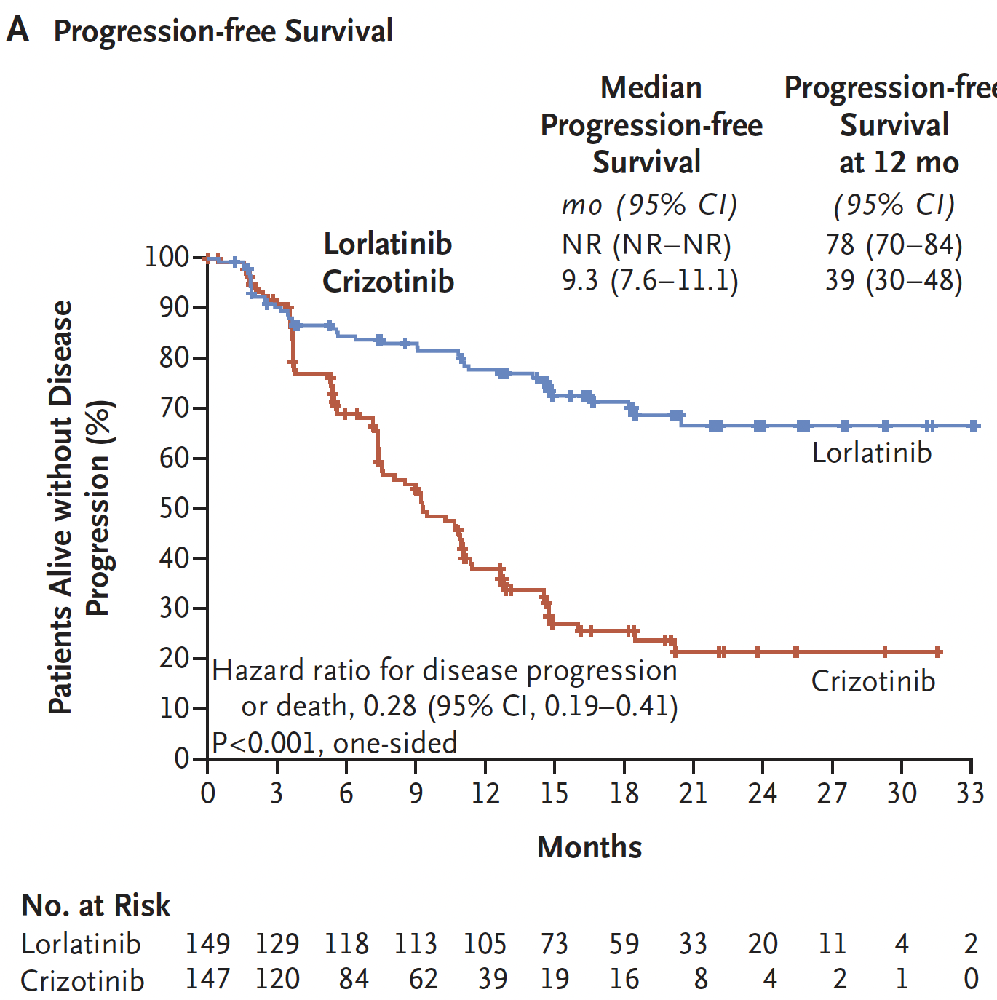 A Progression-free Survival
Median Progression-free Survival
mo (95% CI)
Progression-free Survival at 12 mo
(95% CI)
Lorlatinib NR (NR–NR) 78 (70–84)
Crizotinib 9.3 (7.6–11.1) 39 (30–48)
Patients Alive without Disease
Progression (%)
100
90
80
70
60
50
40
30
20
10
0
Lorlatinib
Crizotinib
Hazard ratio for disease progression
or death, 0.28 (95% CI, 0.19–0.41)
P<0.001, one-sided
0 3 6 9 12 15 18 21 24 27 30 33
Months
No. at Risk
Lorlatinib 149 129 118 113 105 73 59 33 20 11 4 2
Crizotinib 147 120 84 62 39 19 16 8 4 2 1 0